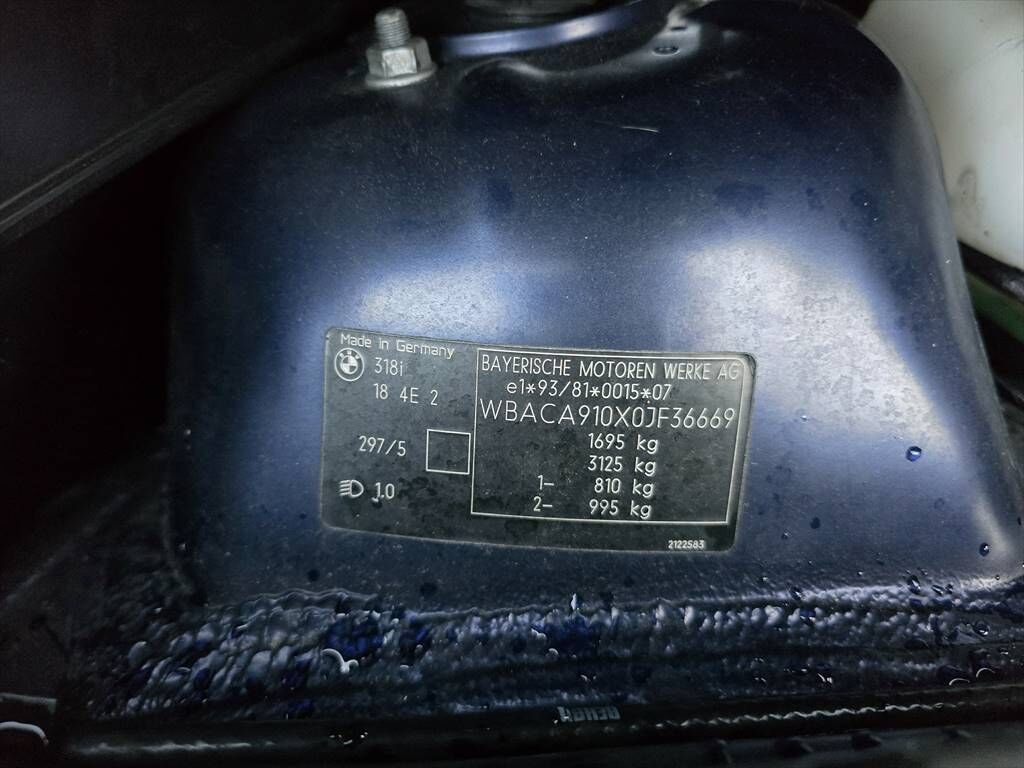 Made in Germany
318i
18 4E 2
297/5
1.0
BAYERISCHE MOTOREN WERKE AG
e1*93/81*0015*07
WBACA910X0JF36669
1695 kg
3125 kg
1- 810 kg
2- 995 kg
2122583